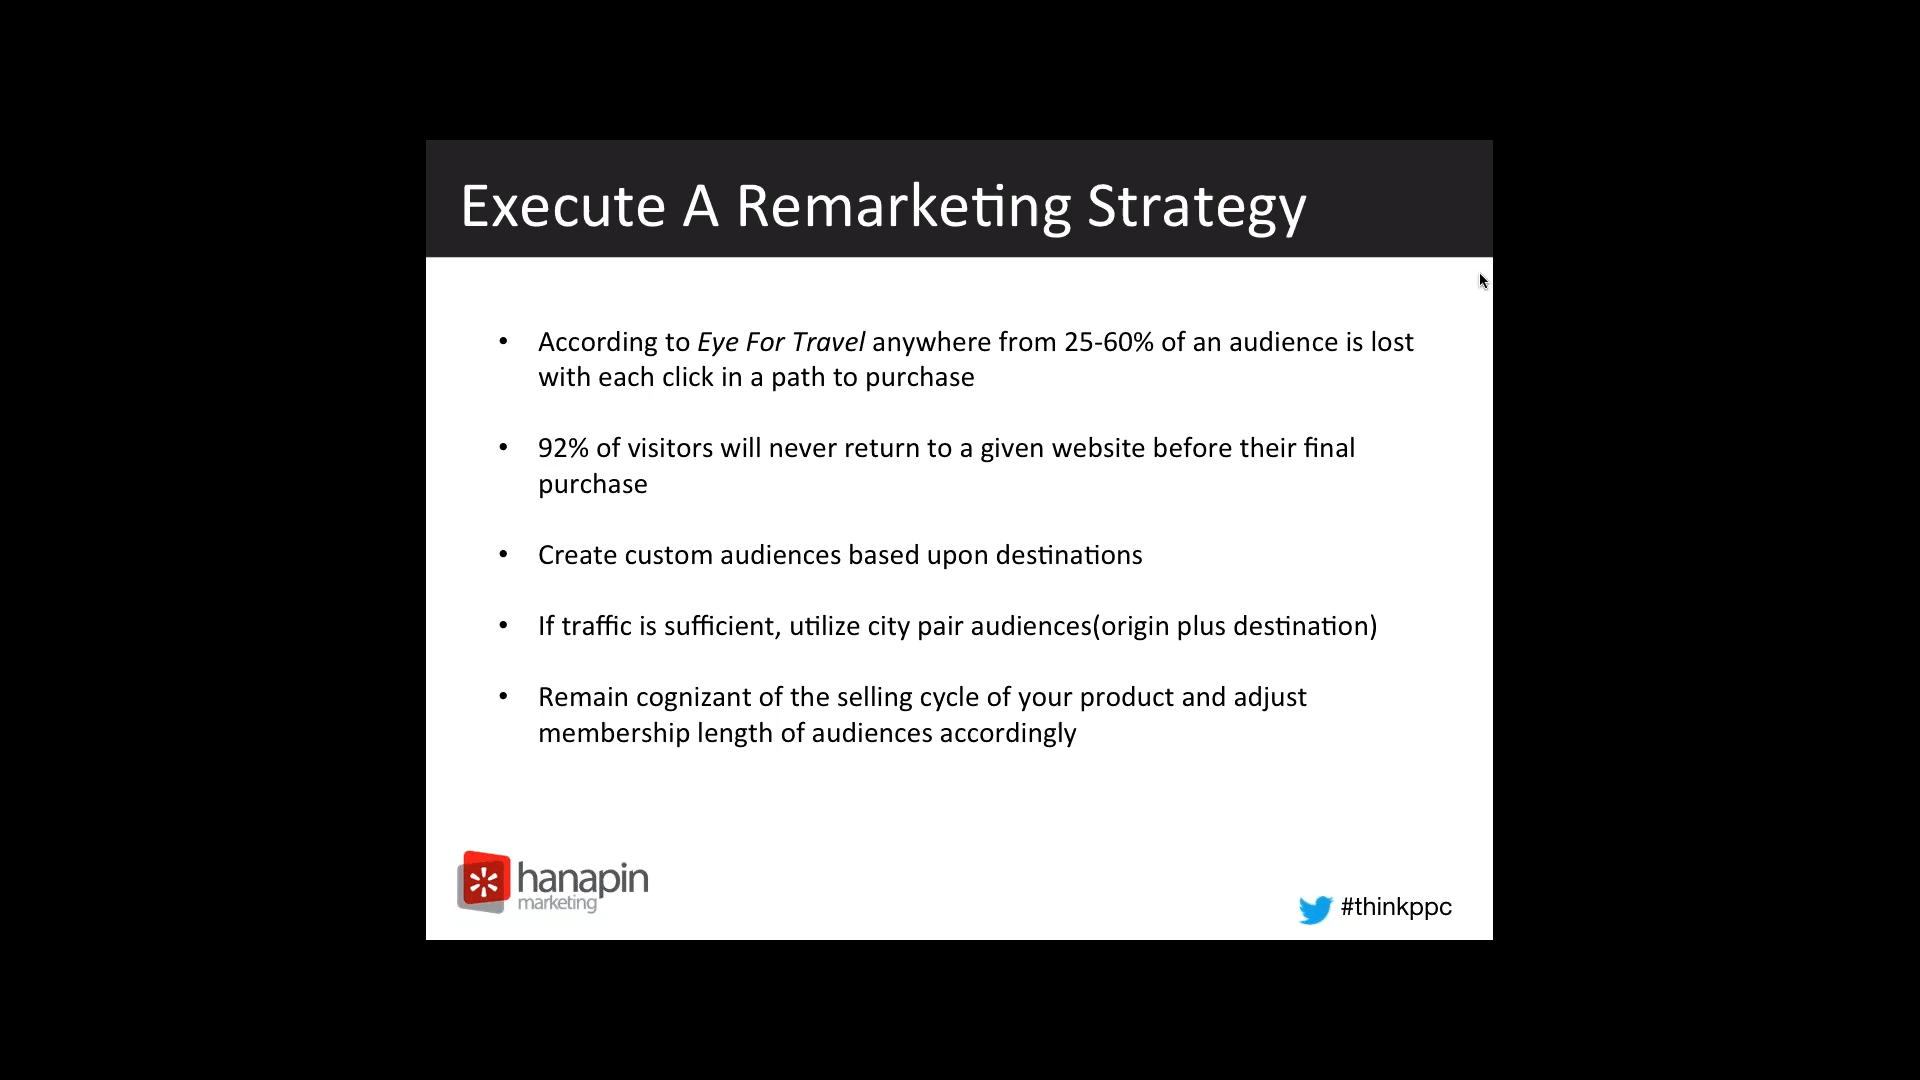 Execute A Remarketing Strategy
• According to Eye For Travel anywhere from 25-60% of an audience is lost
with each click in a path to purchase
• 92% of visitors will never return to a given website before their final
purchase
• Create custom audiences based upon destinations
• If traffic is sufficient, utilize city pair audiences(origin plus destination)
• Remain cognizant of the selling cycle of your product and adjust
membership length of audiences accordingly
hanapin
marketing
#thinkppc